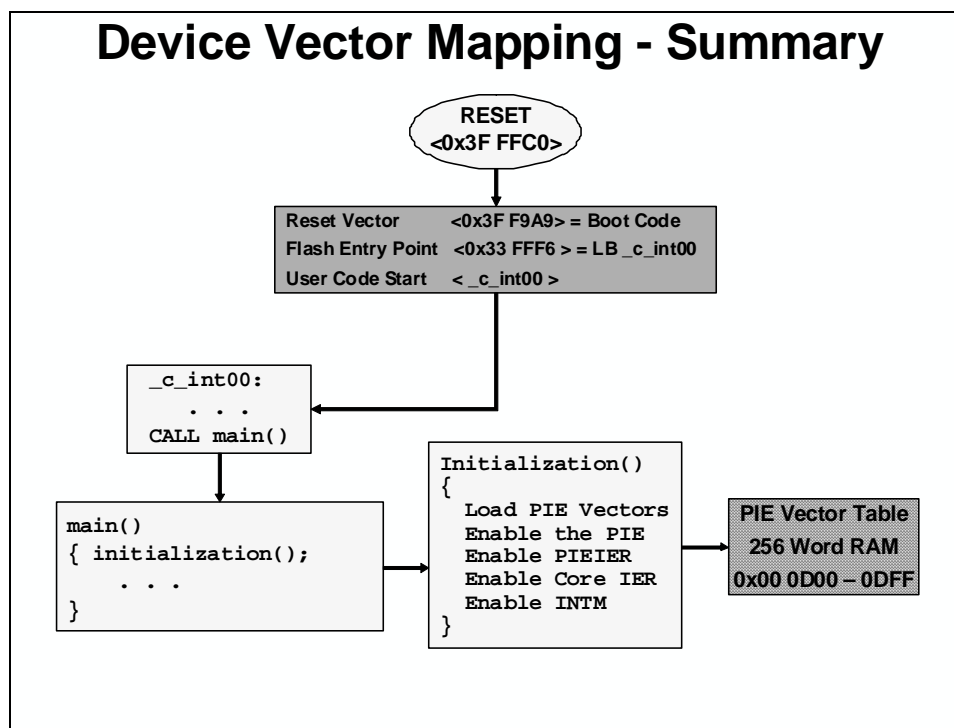 Device Vector Mapping - Summary
RESET
<0x3F FFC0>
Reset Vector <0x3F F9A9> = Boot Code
Flash Entry Point <0x33 FFF6 > = LB _c_int00
User Code Start < _c_int00 >
_c_int00:
. . .
CALL main()
main()
{ initialization();
. . .
}
Initialization()
{
Load PIE Vectors
Enable the PIE
Enable PIEIER
Enable Core IER
Enable INTM
}
PIE Vector Table
256 Word RAM
0x00 0D00 – 0DFF